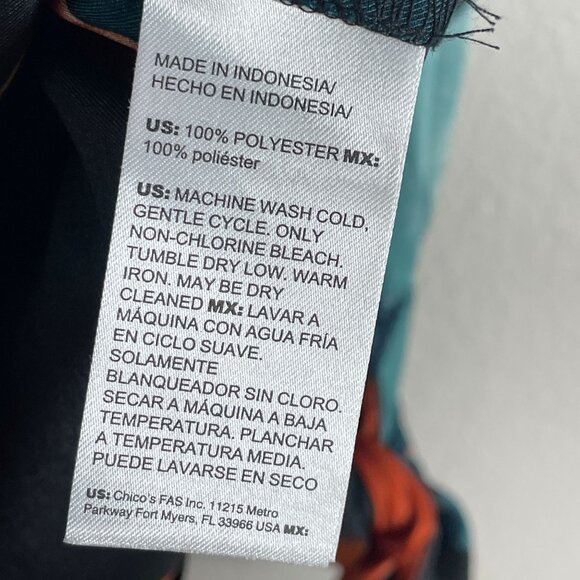 MADE IN INDONESIA/
HECHO EN INDONESIA/
US: 100% POLYESTER MX:
100% poliéster
US: MACHINE WASH COLD,
GENTLE CYCLE. ONLY
NON-CHLORINE BLEACH.
TUMBLE DRY LOW. WARM
IRON. MAY BE DRY
CLEANED MX: LAVAR A
MÁQUINA CON AGUA FRÍA
EN CICLO SUAVE.
SOLAMENTE
BLANQUEADOR SIN CLORO.
SECAR A MÁQUINA A BAJA
TEMPERATURA. PLANCHAR
A TEMPERATURA MEDIA.
PUEDE LAVARSE EN SECO
US: Chico's FAS Inc. 11215 Metro
Parkway Fort Myers, FL 33966 USA MX: